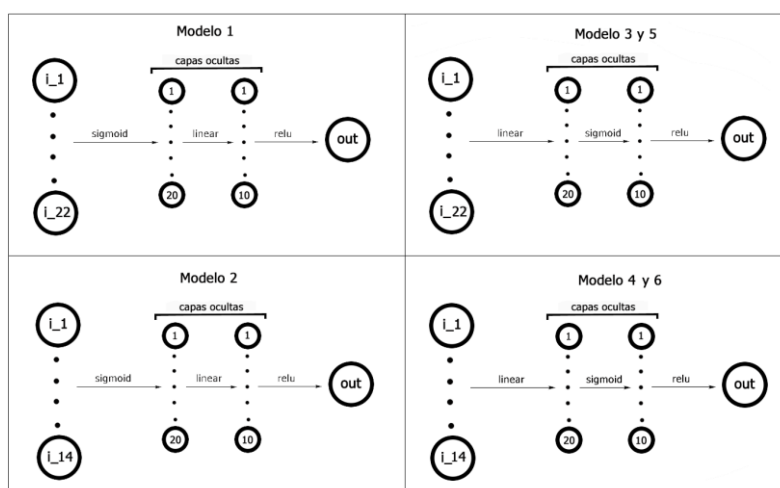 Modelo 1
capas ocultas
i_1
1 1
sigmoid linear relu
out
20 10
i_22
Modelo 3 y 5
capas ocultas
i_1
1 1
linear sigmoid relu
out
20 10
i_22
Modelo 2
capas ocultas
i_1
1 1
sigmoid linear relu
out
20 10
i_14
Modelo 4 y 6
capas ocultas
i_1
1 1
linear sigmoid relu
out
20 10
i_14